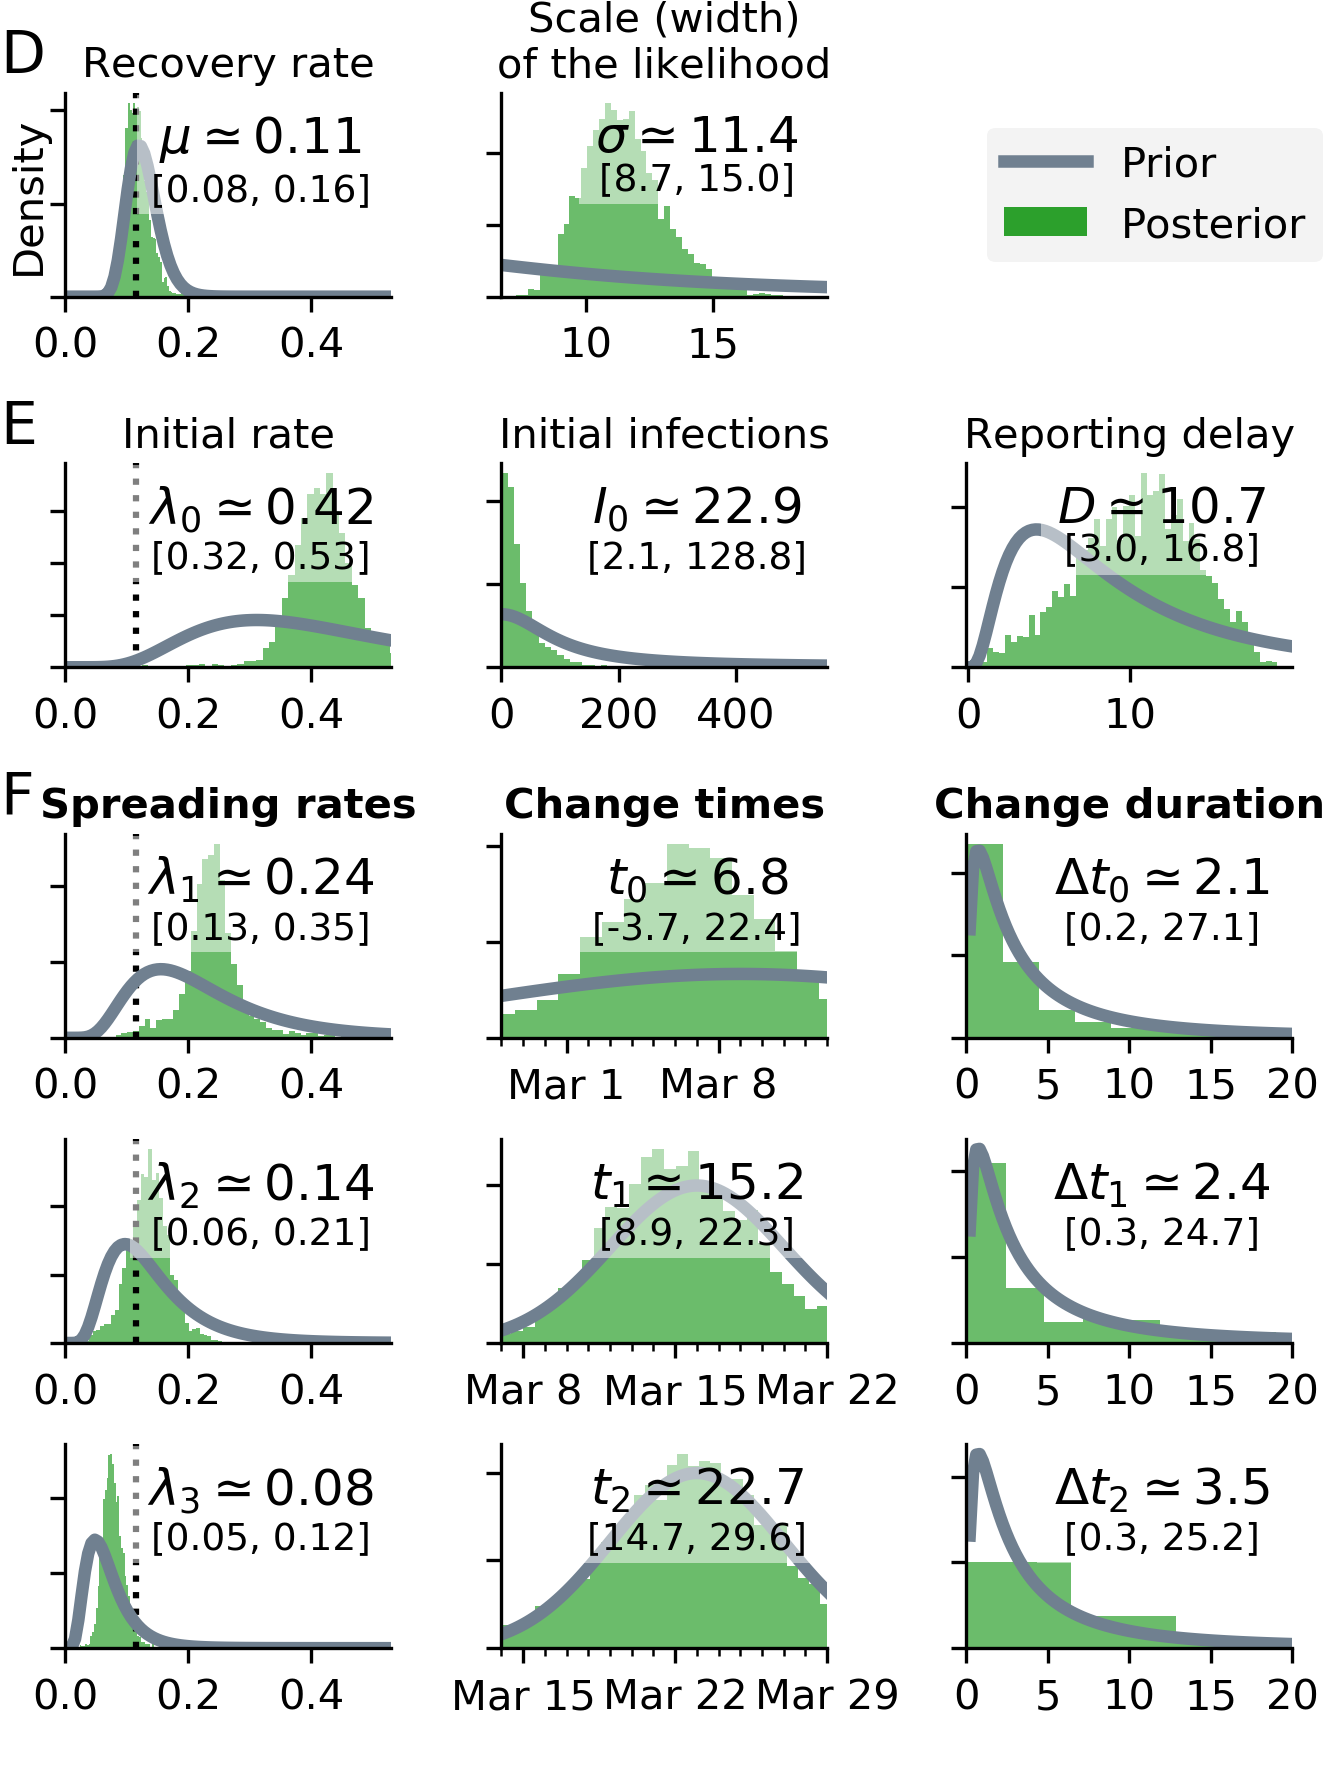 D
Recovery rate
Scale (width)
of the likelihood
Density
μ ≃ 0.11
[0.08, 0.16]
σ ≃ 11.4
[8.7, 15.0]
Prior
Posterior
0.0 0.2 0.4
10 15
E
Initial rate
Initial infections
Reporting delay
λ0 ≃ 0.42
[0.32, 0.53]
I0 ≃ 22.9
[2.1, 128.8]
D ≃ 10.7
[3.0, 16.8]
0.0 0.2 0.4
0 200 400
0 10
F
Spreading rates
Change times
Change duration
λ1 ≃ 0.24
[0.13, 0.35]
t0 ≃ 6.8
[-3.7, 22.4]
Δt0 ≃ 2.1
[0.2, 27.1]
0.0 0.2 0.4
Mar 1 Mar 8
0 5 10 15 20
λ2 ≃ 0.14
[0.06, 0.21]
t1 ≃ 15.2
[8.9, 22.3]
Δt1 ≃ 2.4
[0.3, 24.7]
0.0 0.2 0.4
Mar 8 Mar 15 Mar 22
0 5 10 15 20
λ3 ≃ 0.08
[0.05, 0.12]
t2 ≃ 22.7
[14.7, 29.6]
Δt2 ≃ 3.5
[0.3, 25.2]
0.0 0.2 0.4
Mar 15 Mar 22 Mar 29
0 5 10 15 20